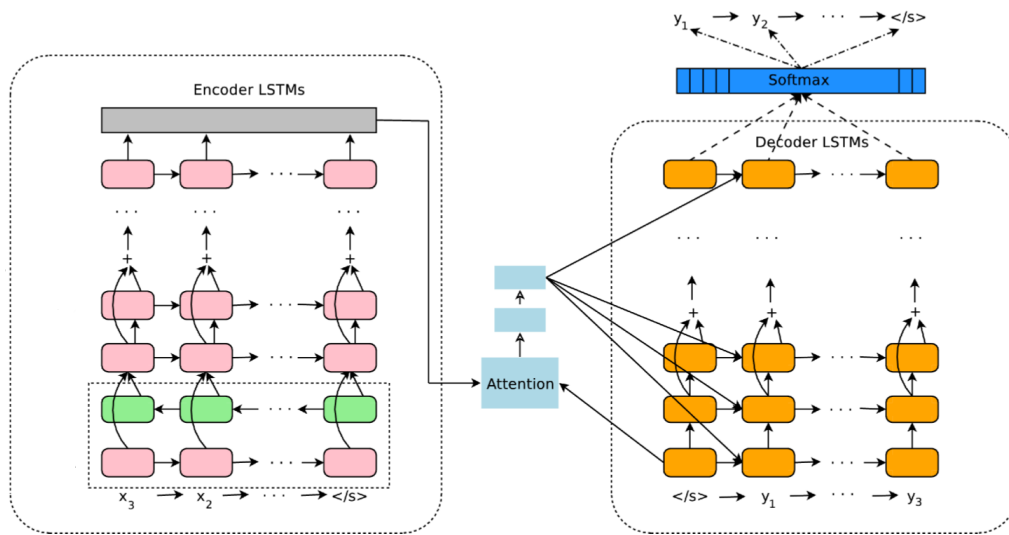 y1 y2 · · · </s>
Softmax
Encoder LSTMs
Decoder LSTMs
· · ·
· · · · · ·
· · · · · · · · ·
· · · · · · · · ·
+ + +
+ + +
· · ·
· · ·
· · ·
Attention
· · ·
· · ·
· · ·
· · ·
x3 x2 · · · </s>
</s> y1 · · · y3